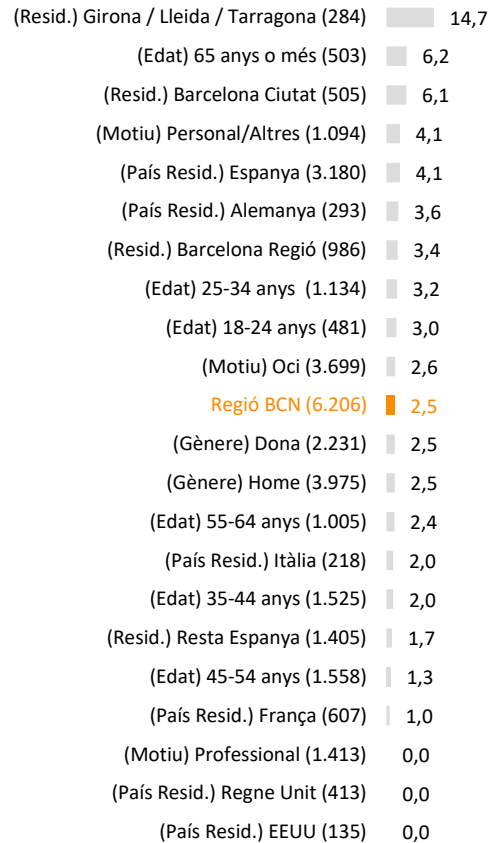 (Resid.) Girona / Lleida / Tarragona (284) 14,7
(Edat) 65 anys o més (503) 6,2
(Resid.) Barcelona Ciutat (505) 6,1
(Motiu) Personal/Altres (1.094) 4,1
(País Resid.) Espanya (3.180) 4,1
(País Resid.) Alemanya (293) 3,6
(Resid.) Barcelona Regió (986) 3,4
(Edat) 25-34 anys (1.134) 3,2
(Edat) 18-24 anys (481) 3,0
(Motiu) Oci (3.699) 2,6
Regió BCN (6.206) 2,5
(Gènere) Dona (2.231) 2,5
(Gènere) Home (3.975) 2,5
(Edat) 55-64 anys (1.005) 2,4
(País Resid.) Itàlia (218) 2,0
(Edat) 35-44 anys (1.525) 2,0
(Resid.) Resta Espanya (1.405) 1,7
(Edat) 45-54 anys (1.558) 1,3
(País Resid.) França (607) 1,0
(Motiu) Professional (1.413) 0,0
(País Resid.) Regne Unit (413) 0,0
(País Resid.) EEUU (135) 0,0